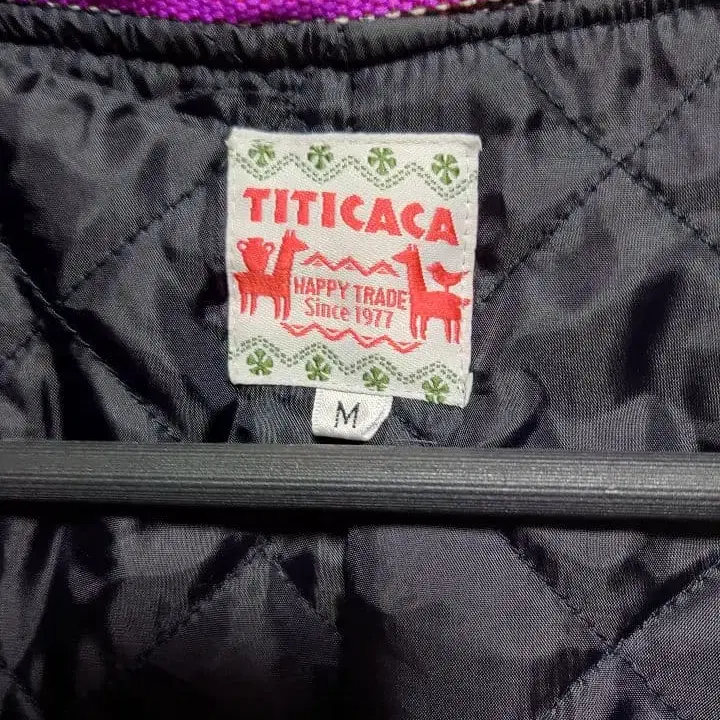 TITICACA
HAPPY TRADE
Since 1977
M